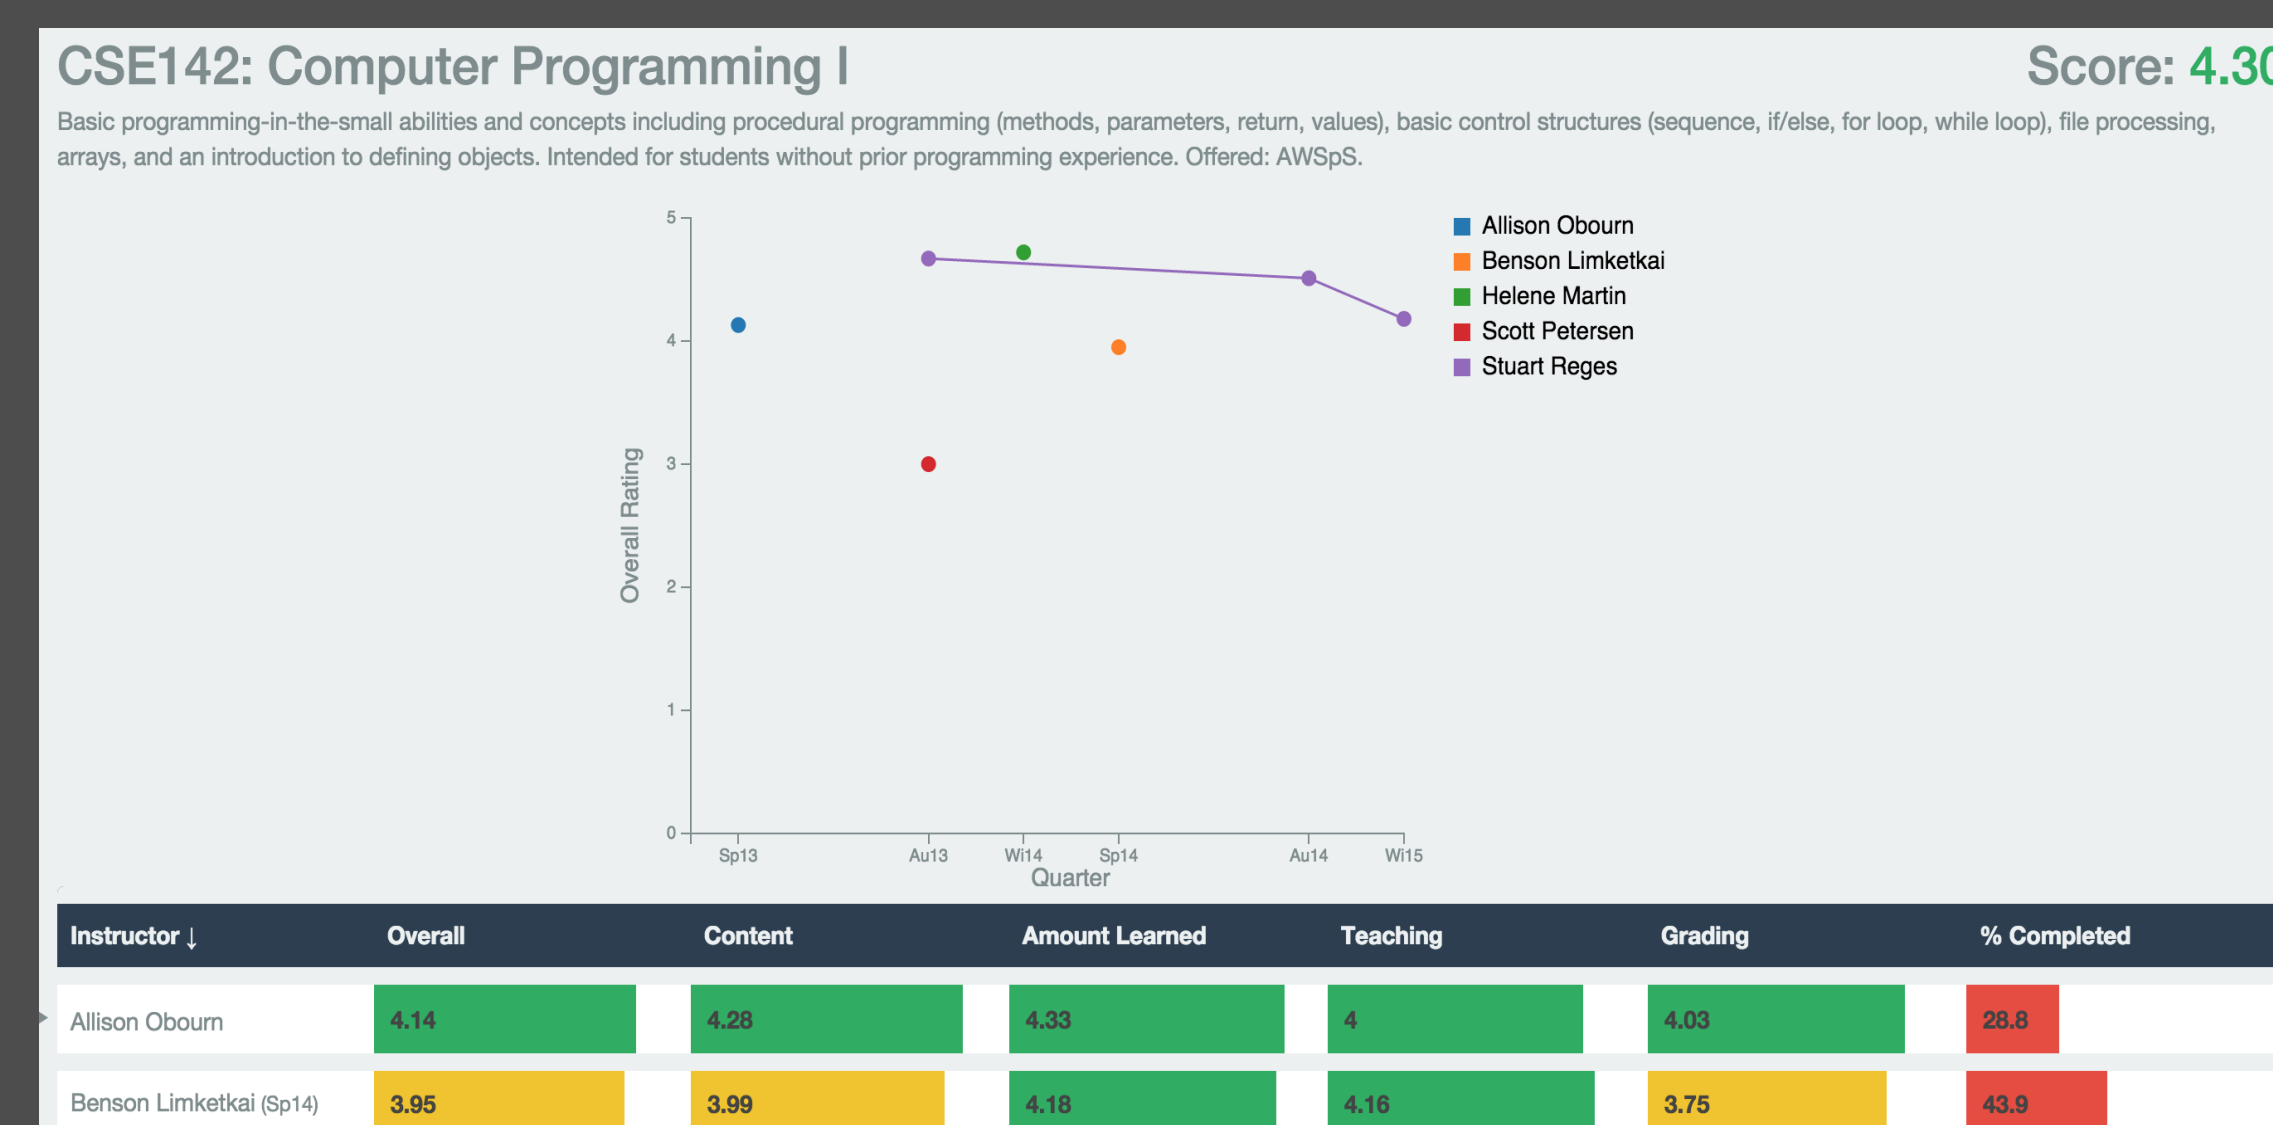 CSE142: Computer Programming I
Score: 4.30
Basic programming-in-the-small abilities and concepts including procedural programming (methods, parameters, return, values), basic control structures (sequence, if/else, for loop, while loop), file processing,
arrays, and an introduction to defining objects. Intended for students without prior programming experience. Offered: AWSpS.
5
4
3
2
1
0
Overall Rating
Sp13 Au13 Wi14 Sp14 Au14 Wi15
Quarter
Allison Obourn
Benson Limketkai
Helene Martin
Scott Petersen
Stuart Reges
Instructor ↓ Overall Content Amount Learned Teaching Grading % Completed
Allison Obourn 4.14 4.28 4.33 4 4.03 28.8
Benson Limketkai (Sp14) 3.95 3.99 4.18 4.16 3.75 43.9